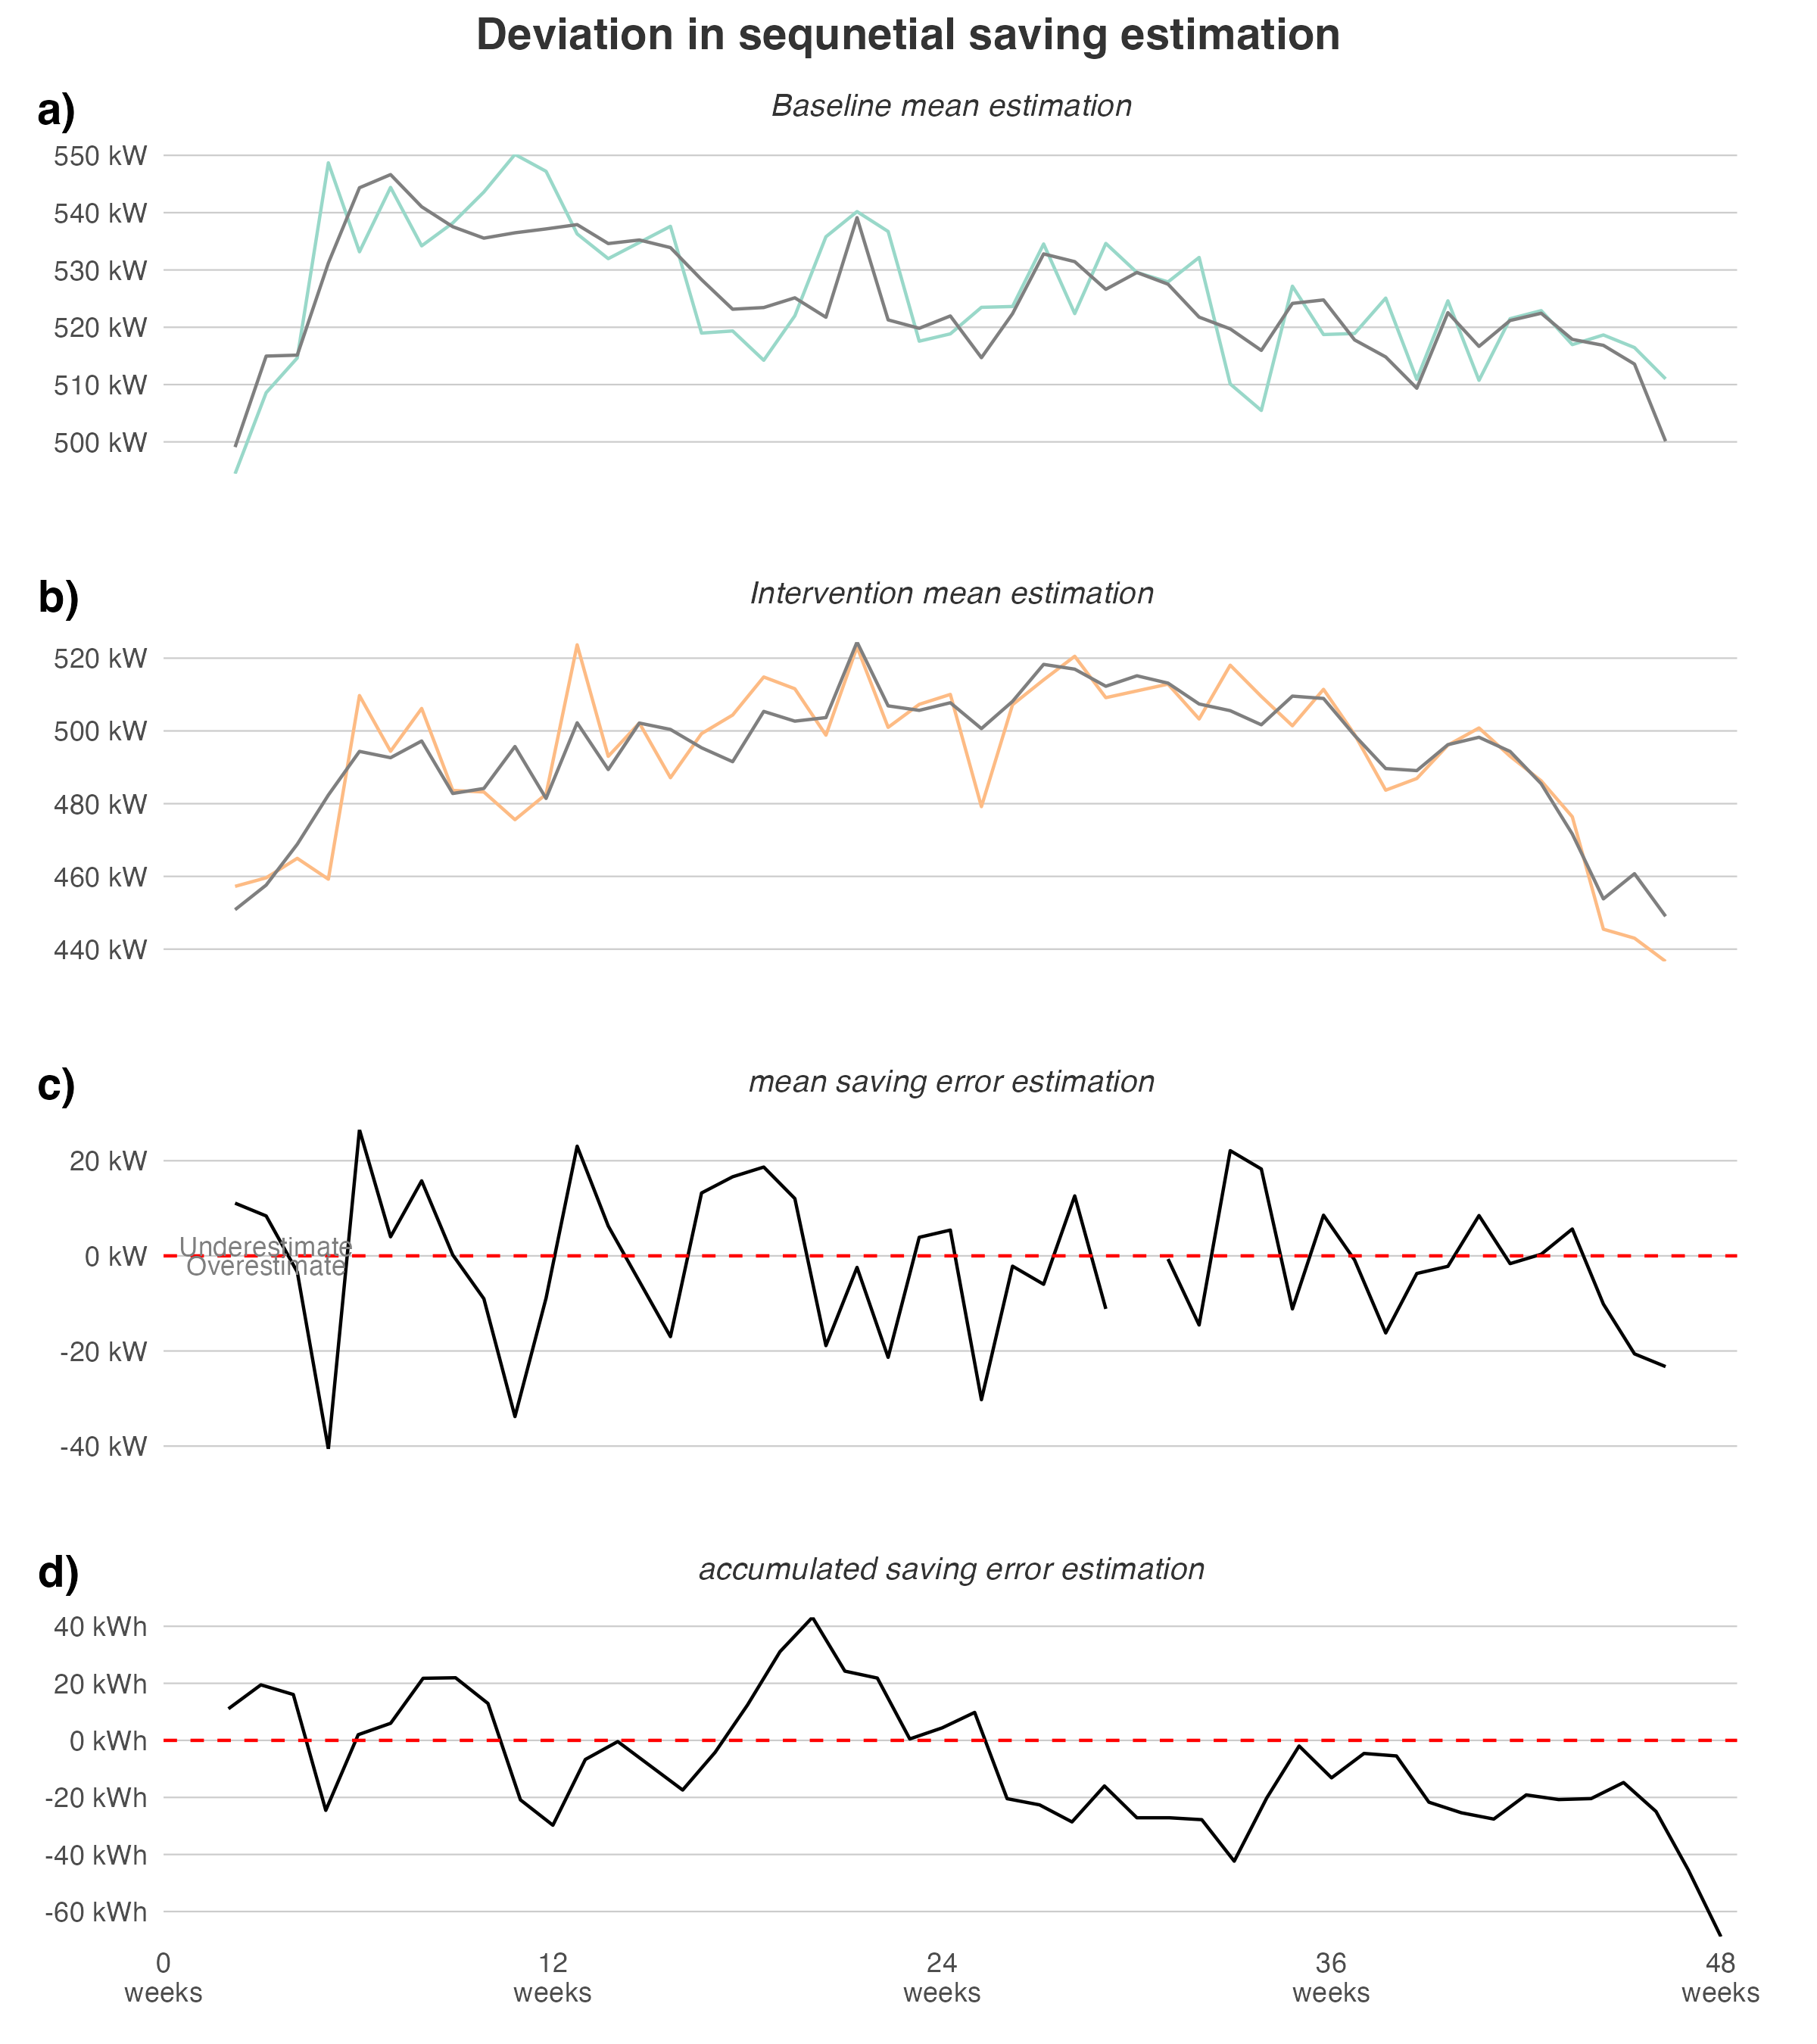 Deviation in sequnetial saving estimation
a)
Baseline mean estimation
550 kW
540 kW
530 kW
520 kW
510 kW
500 kW
b)
Intervention mean estimation
520 kW
500 kW
480 kW
460 kW
440 kW
c)
mean saving error estimation
20 kW
Underestimate
0 kW
Overestimate
-20 kW
-40 kW
d)
accumulated saving error estimation
40 kWh
20 kWh
0 kWh
-20 kWh
-40 kWh
-60 kWh
0 12 24 36 48
weeks weeks weeks weeks weeks